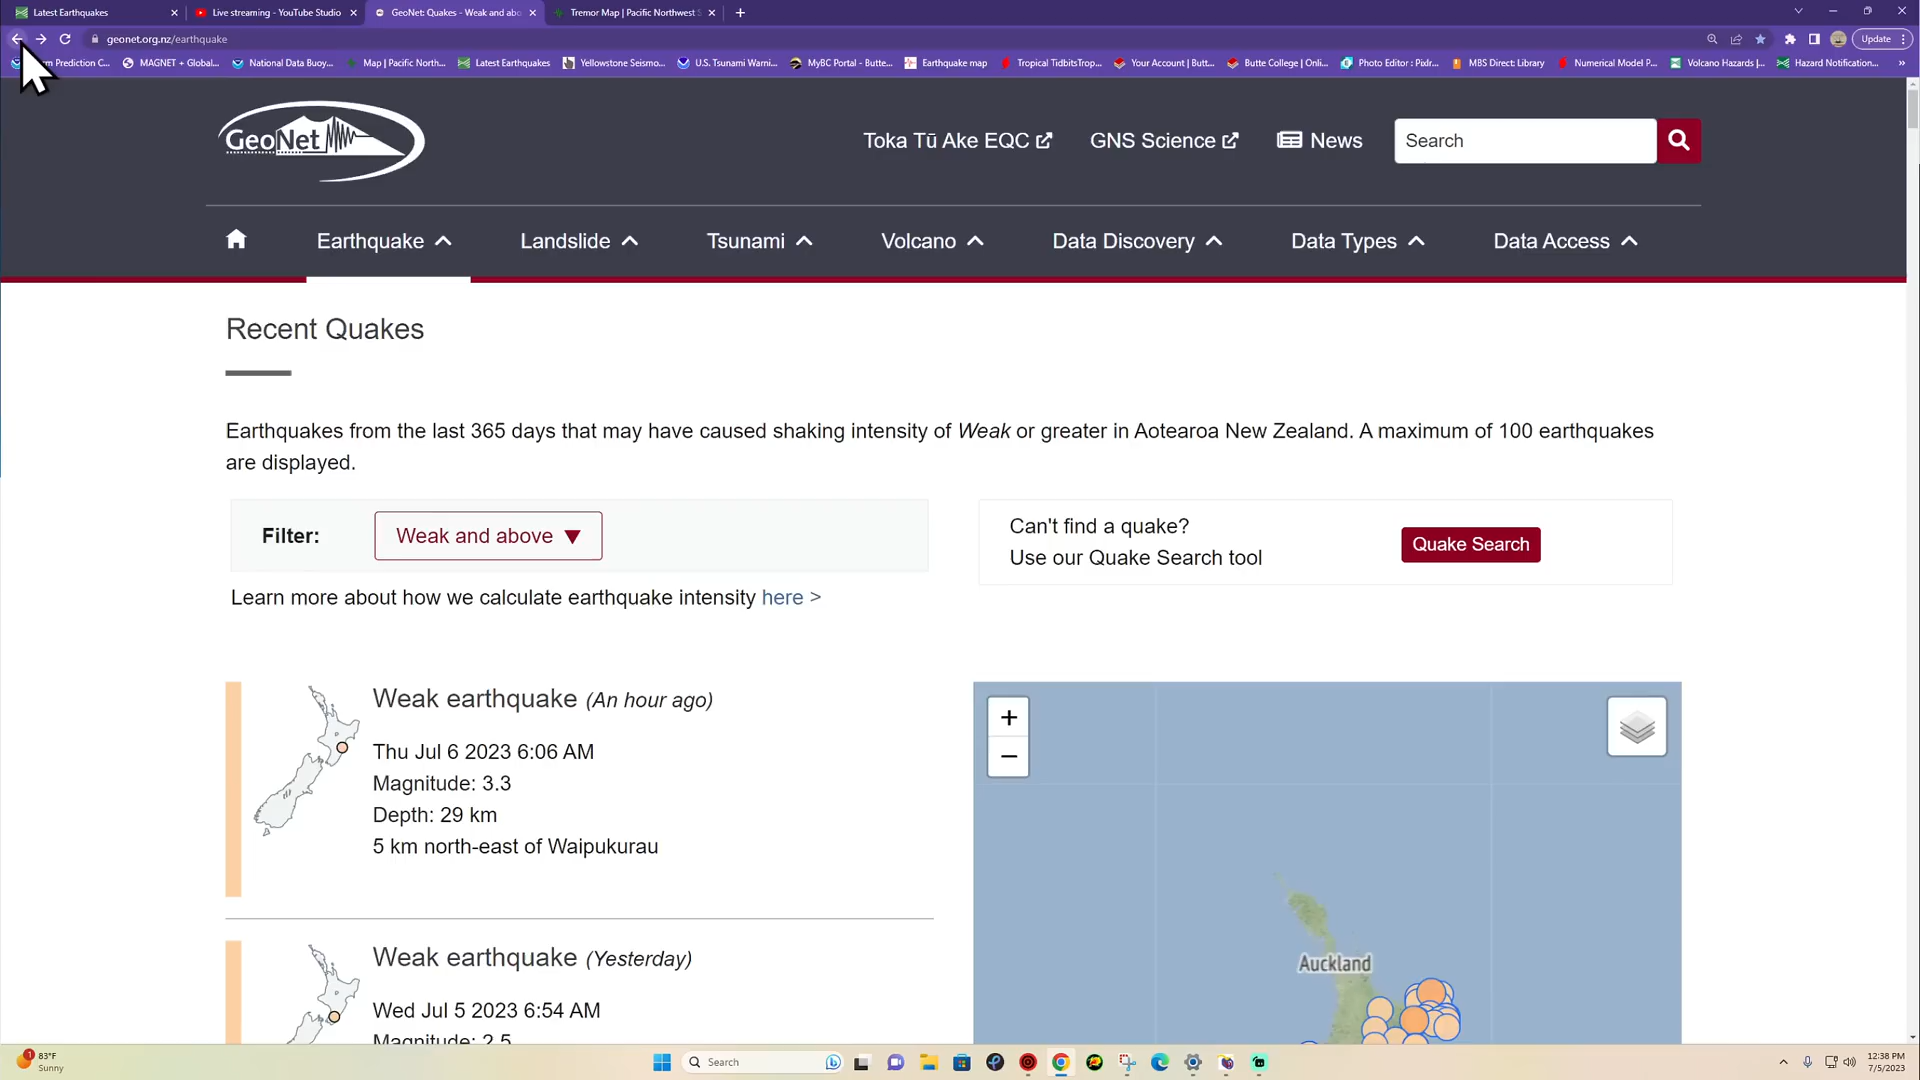 Latest Earthquakes
Live streaming - YouTube Studio
GeoNet: Quakes - Weak and abo
Tremor Map | Pacific Northwest S
geonet.org.nz/earthquake
Update
m Prediction C...
MAGNET + Global...
National Data Buoy...
Map | Pacific North...
Latest Earthquakes
Yellowstone Seismo...
U.S. Tsunami Warni...
MyBC Portal - Butte...
Earthquake map
Tropical TidbitsTrop...
Your Account | Butt...
Butte College | Onli...
Photo Editor : Pixlr...
MBS Direct Library
Numerical Model P...
Volcano Hazards |...
Hazard Notification...
»
GeoNet
Toka Tū Ake EQC
GNS Science
News
Search
Earthquake
Landslide
Tsunami
Volcano
Data Discovery
Data Types
Data Access
Recent Quakes
Earthquakes from the last 365 days that may have caused shaking intensity of Weak or greater in Aotearoa New Zealand. A maximum of 100 earthquakes
are displayed.
Filter:
Weak and above ▼
Can't find a quake?
Use our Quake Search tool
Quake Search
Learn more about how we calculate earthquake intensity here >
Weak earthquake (An hour ago)
Thu Jul 6 2023 6:06 AM
Magnitude: 3.3
Depth: 29 km
5 km north-east of Waipukurau
+
−
Auckland
Weak earthquake (Yesterday)
Wed Jul 5 2023 6:54 AM
Magnitude: 2.5
1
83°F
Sunny
Search
12:38 PM
7/5/2023